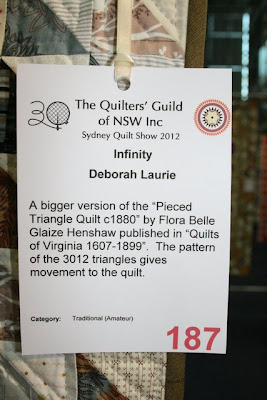 30
The Quilters' Guild
of NSW Inc
Sydney Quilt Show 2012
Infinity
Deborah Laurie
A bigger version of the "Pieced
Triangle Quilt c1880" by Flora Belle
Glaize Henshaw published in "Quilts
of Virginia 1607-1899". The pattern
of the 3012 triangles gives
movement to the quilt.
Category: Traditional (Amateur)
187